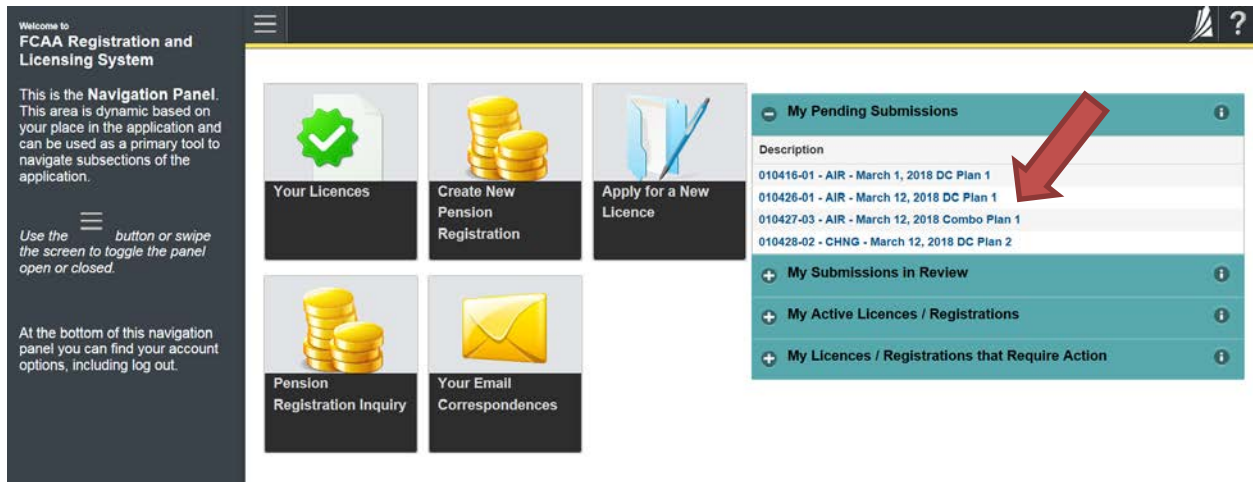 Welcome to
FCAA Registration and
Licensing System
This is the Navigation Panel.
This area is dynamic based on
your place in the application and
can be used as a primary tool to
navigate subsections of the
application.
Use the button or swipe
the screen to toggle the panel
open or closed.
At the bottom of this navigation
panel you can find your account
options, including log out.
?
Your Licences
Create New
Pension
Registration
Apply for a New
Licence
Pension
Registration Inquiry
Your Email
Correspondences
My Pending Submissions
Description
010416-01 - AIR - March 1, 2018 DC Plan 1
010426-01 - AIR - March 12, 2018 DC Plan 1
010427-03 - AIR - March 12, 2018 Combo Plan 1
010428-02 - CHNG - March 12, 2018 DC Plan 2
My Submissions in Review
My Active Licences / Registrations
My Licences / Registrations that Require Action